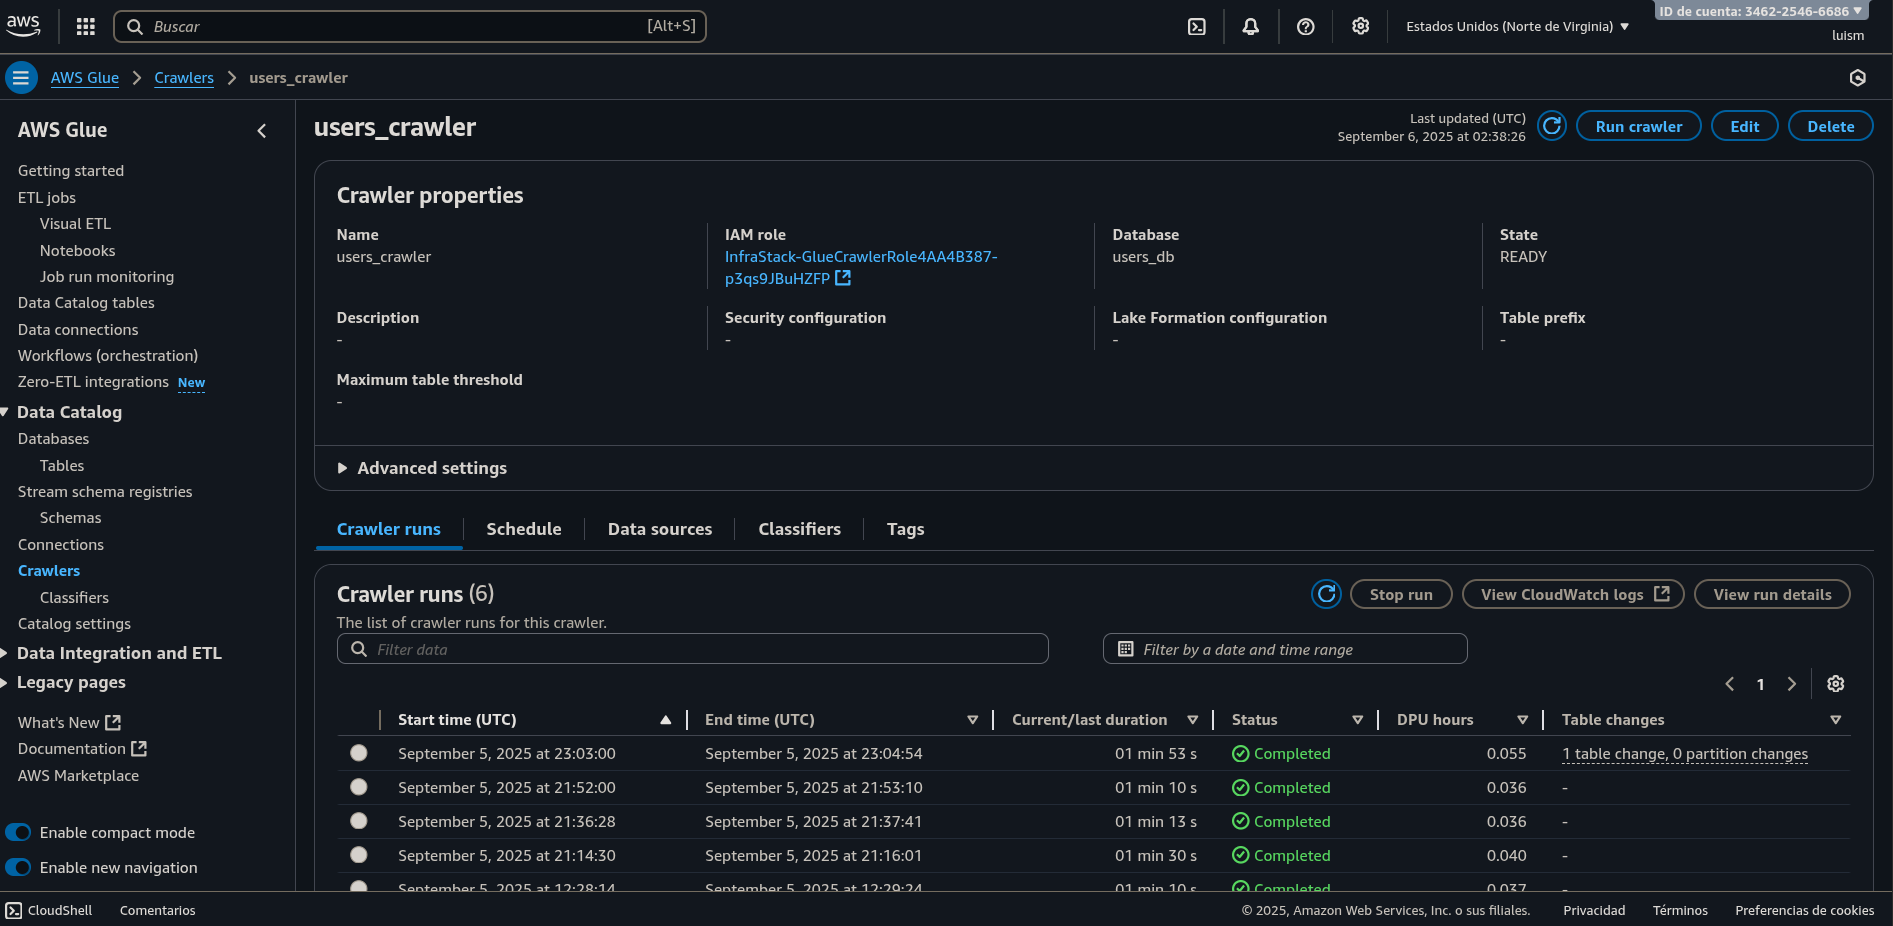 aws
Buscar [Alt+S]
Estados Unidos (Norte de Virginia)
ID de cuenta: 3462-2546-6686
luism
AWS Glue > Crawlers > users_crawler
AWS Glue
Getting started
ETL jobs
Visual ETL
Notebooks
Job run monitoring
Data Catalog tables
Data connections
Workflows (orchestration)
Zero-ETL integrations New
Data Catalog
Databases
Tables
Stream schema registries
Schemas
Connections
Crawlers
Classifiers
Catalog settings
Data Integration and ETL
Legacy pages
What's New
Documentation
AWS Marketplace
Enable compact mode
Enable new navigation
users_crawler
Last updated (UTC)
September 6, 2025 at 02:38:26
Run crawler Edit Delete
Crawler properties
Name
users_crawler
IAM role
InfraStack-GlueCrawlerRole4AA4B387-
p3qs9JBuHZFP
Database
users_db
State
READY
Description
-
Security configuration
-
Lake Formation configuration
-
Table prefix
-
Maximum table threshold
-
Advanced settings
Crawler runs Schedule Data sources Classifiers Tags
Crawler runs (6)
The list of crawler runs for this crawler.
Stop run View CloudWatch logs View run details
Filter data
Filter by a date and time range
1
Start time (UTC) End time (UTC) Current/last duration Status DPU hours Table changes
September 5, 2025 at 23:03:00 September 5, 2025 at 23:04:54 01 min 53 s Completed 0.055 1 table change, 0 partition changes
September 5, 2025 at 21:52:00 September 5, 2025 at 21:53:10 01 min 10 s Completed 0.036 -
September 5, 2025 at 21:36:28 September 5, 2025 at 21:37:41 01 min 13 s Completed 0.036 -
September 5, 2025 at 21:14:30 September 5, 2025 at 21:16:01 01 min 30 s Completed 0.040 -
September 5, 2025 at 12:28:14 September 5, 2025 at 12:29:24 01 min 10 s Completed 0.037 -
CloudShell Comentarios
© 2025, Amazon Web Services, Inc. o sus filiales. Privacidad Términos Preferencias de cookies